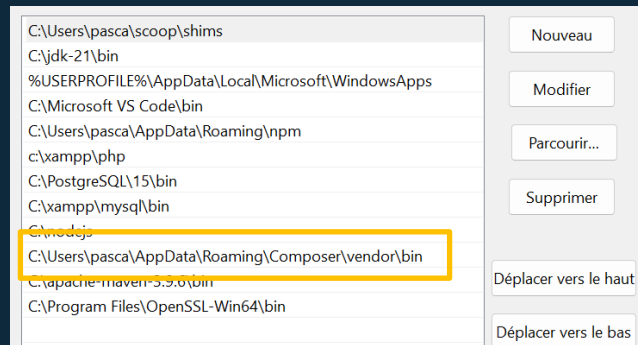 C:\Users\pasca\scoop\shims
C:\jdk-21\bin
%USERPROFILE%\AppData\Local\Microsoft\WindowsApps
C:\Microsoft VS Code\bin
C:\Users\pasca\AppData\Roaming\npm
c:\xampp\php
C:\PostgreSQL\15\bin
C:\xampp\mysql\bin
C:\nodejs
C:\Users\pasca\AppData\Roaming\Composer\vendor\bin
C:\apache-maven-3.9.6\bin
C:\Program Files\OpenSSL-Win64\bin
Nouveau
Modifier
Parcourir...
Supprimer
Déplacer vers le haut
Déplacer vers le bas